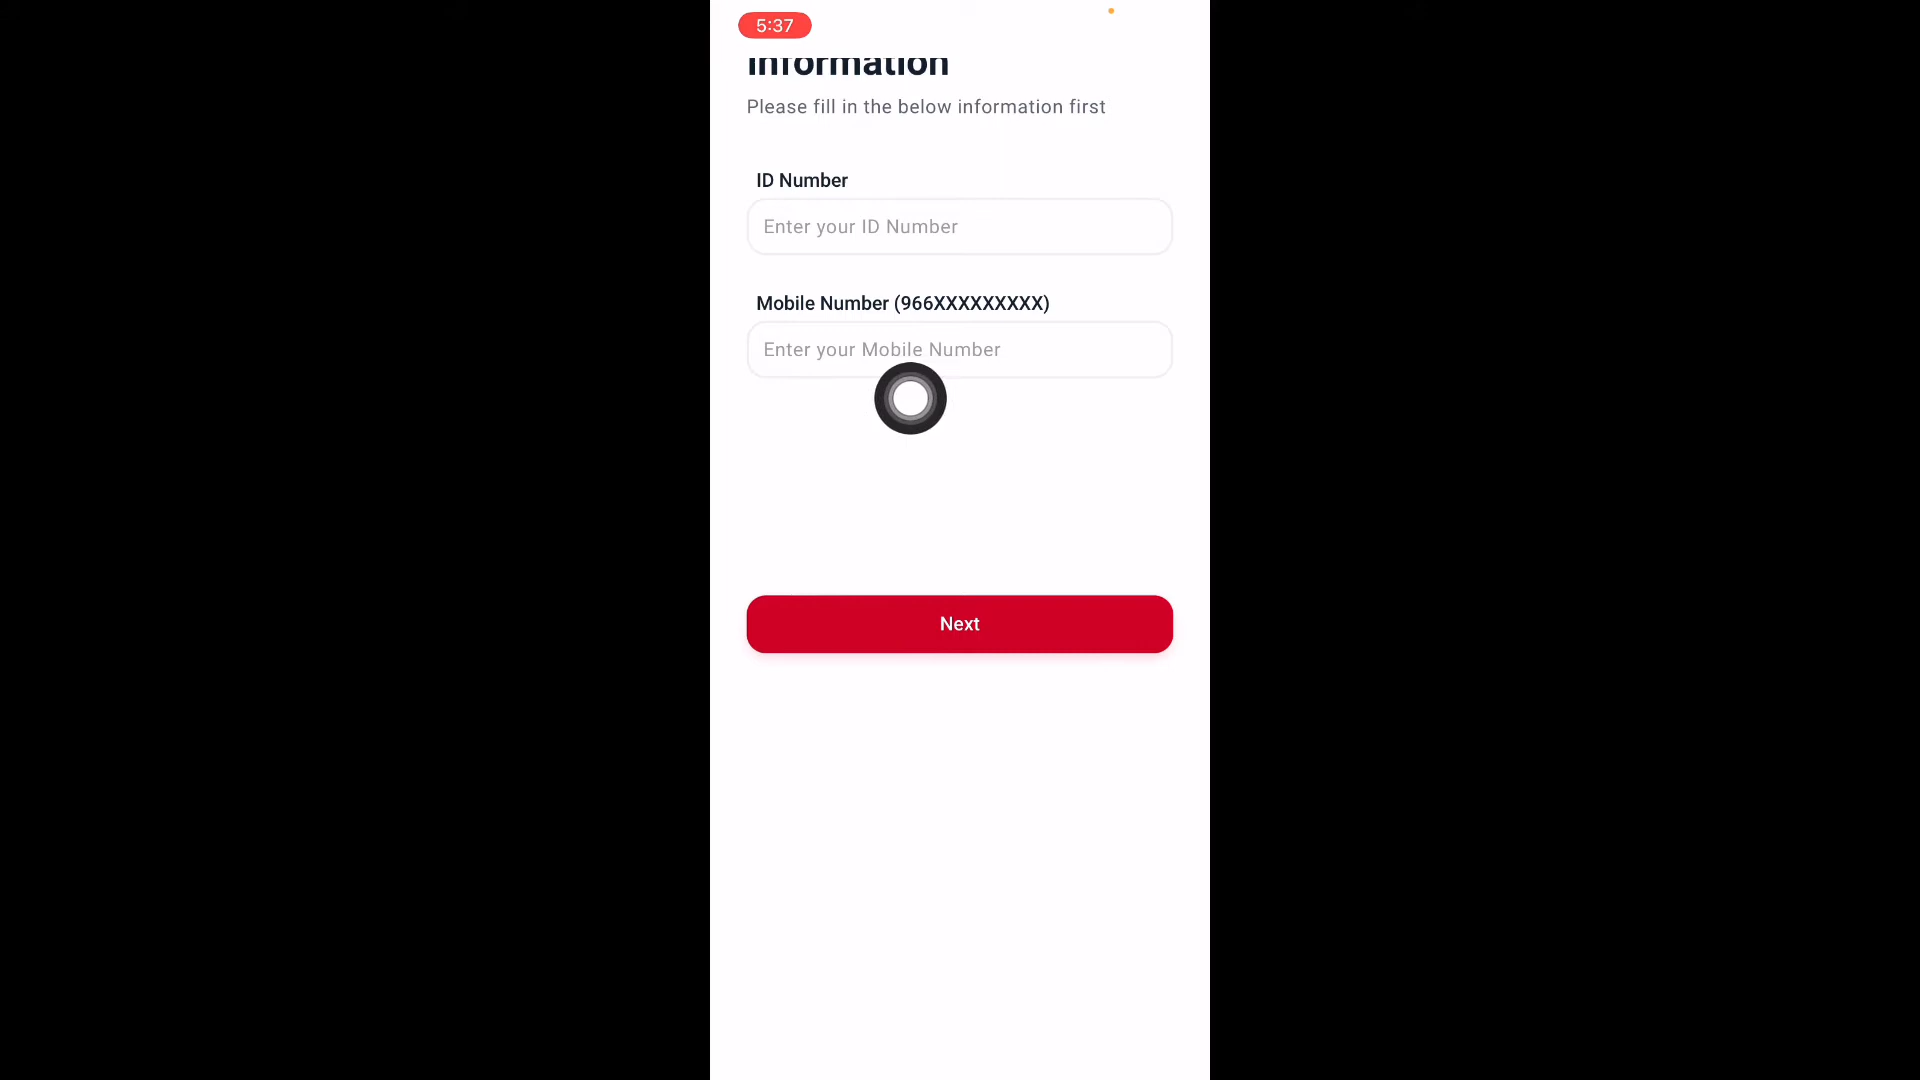 5:37
Information
Please fill in the below information first
ID Number
Enter your ID Number
Mobile Number (966XXXXXXXXX)
Enter your Mobile Number
Next